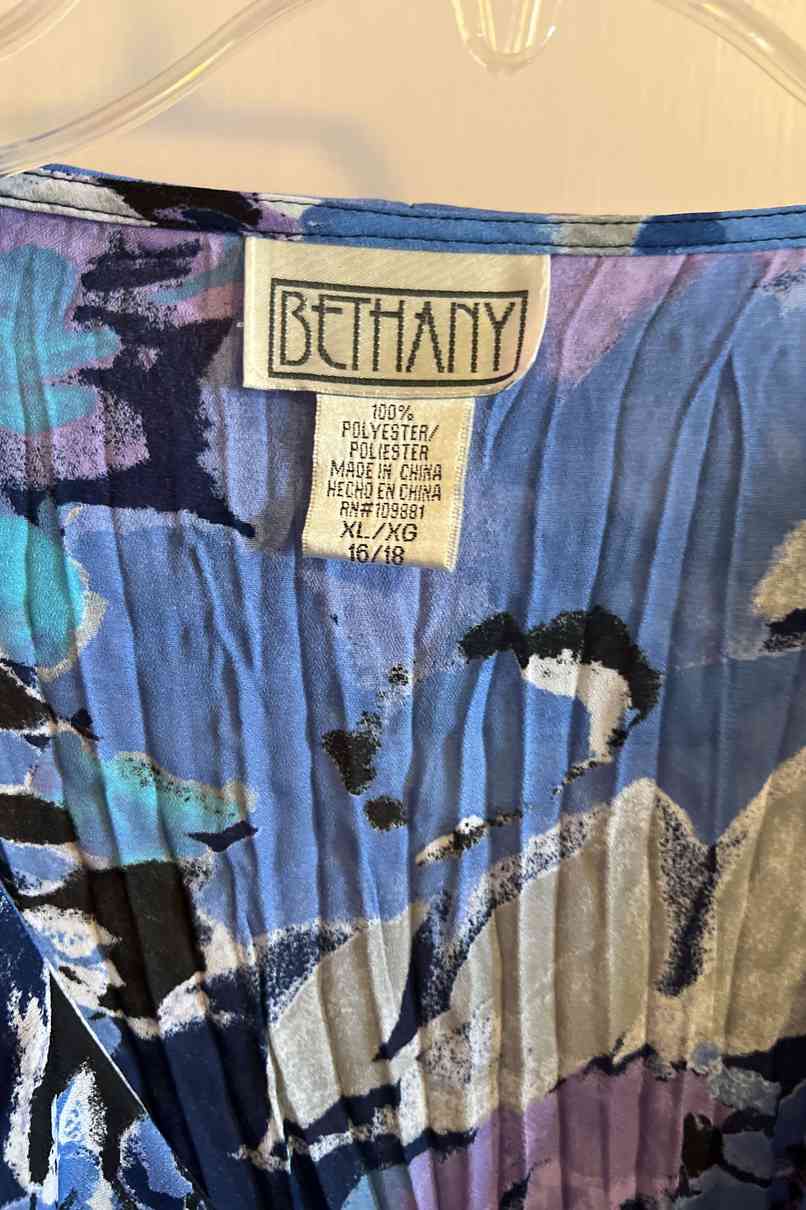 BETHANY
100%
POLYESTER/
POLIESTER
MADE IN CHINA
HECHO EN CHINA
RN#109881
XL/XG
16/18